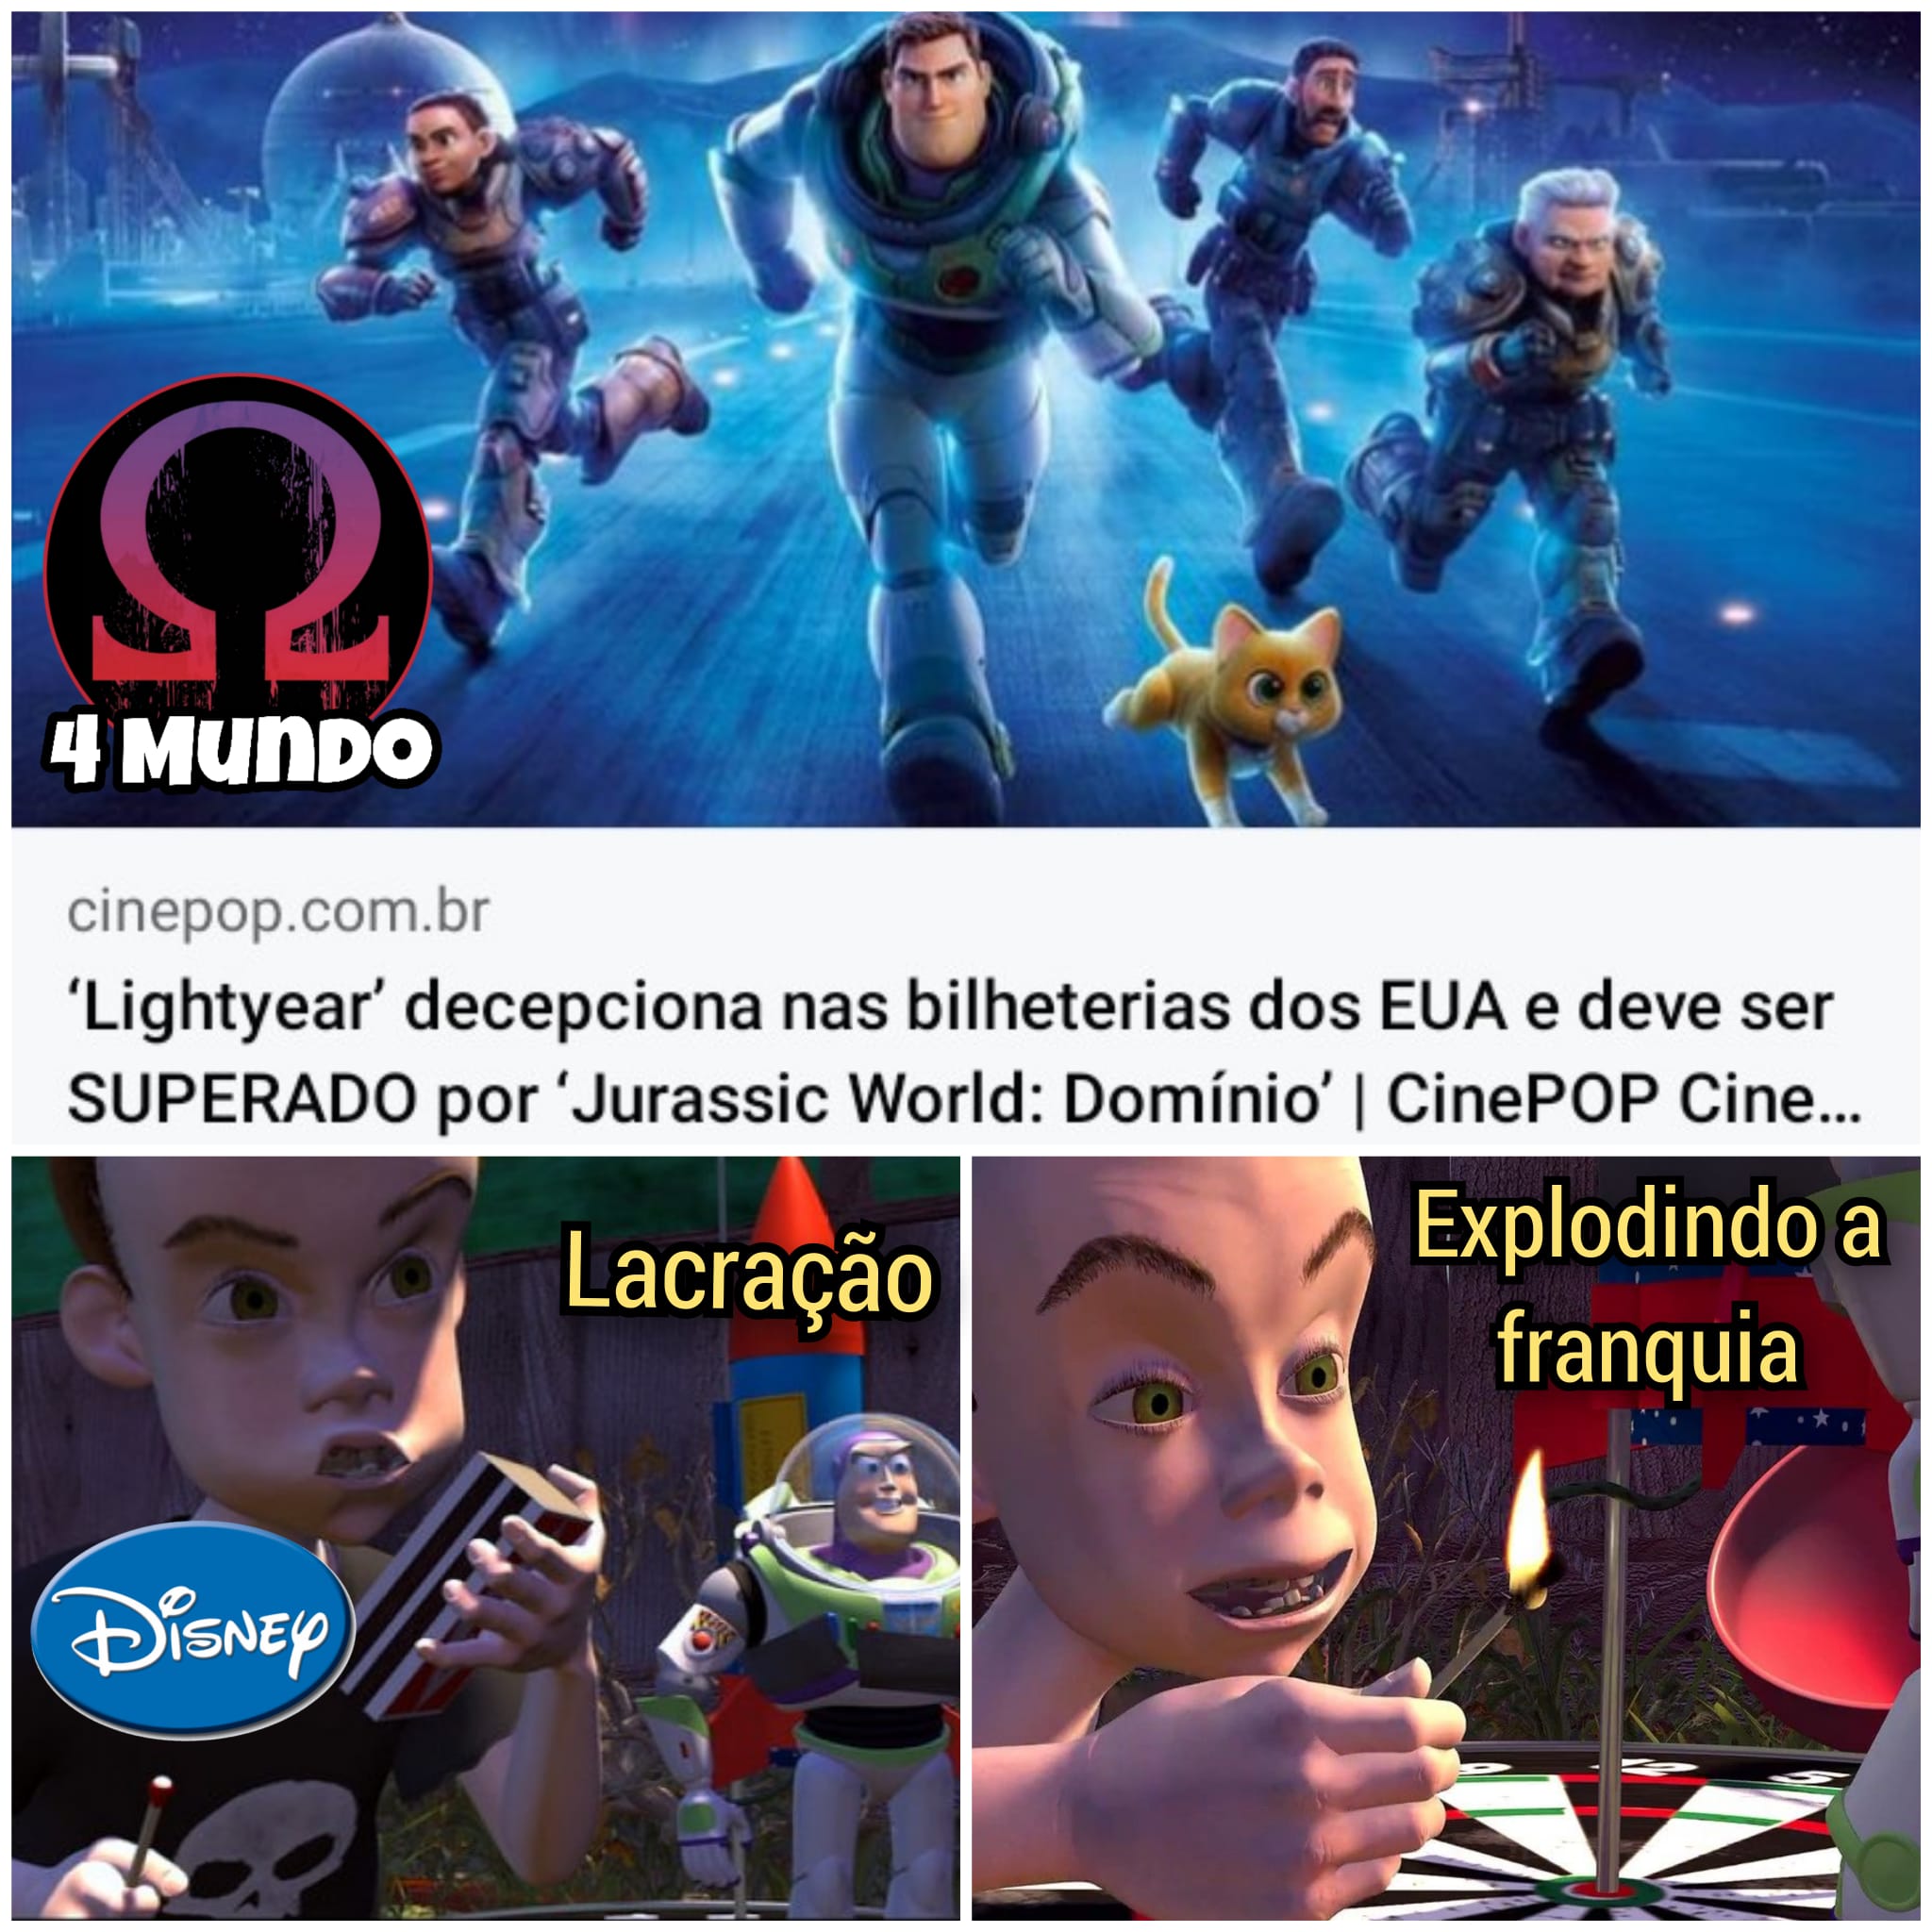 4 MUNDO
cinepop.com.br
‘Lightyear’ decepciona nas bilheterias dos EUA e deve ser
SUPERADO por ‘Jurassic World: Domínio’ | CinePOP Cine...
Lacração
DISNEY
Explodindo a
franquia